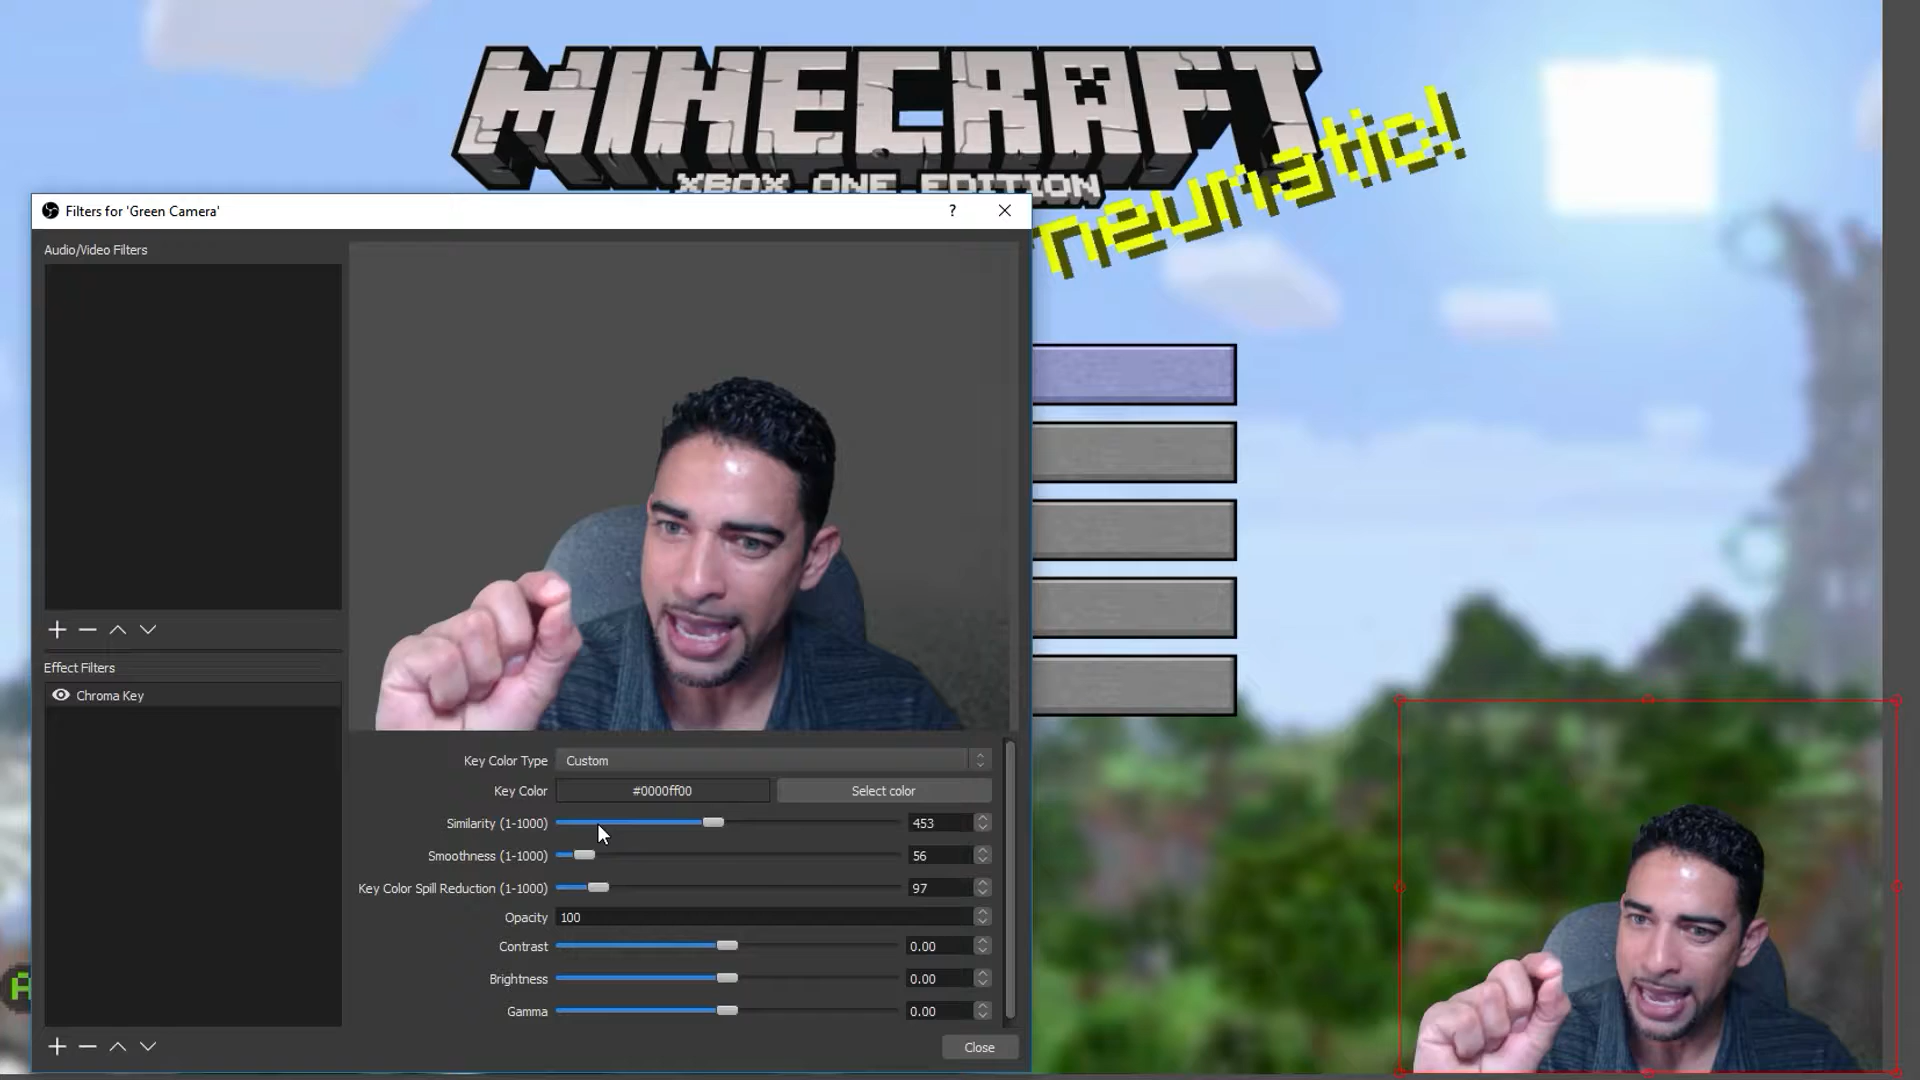 MINECRAFT
XBOX ONE EDITION
neumatic!
Filters for 'Green Camera'
?
Audio/Video Filters
Effect Filters
Chroma Key
Key Color Type Custom
Key Color #0000ff00 Select color
Similarity (1-1000) 453
Smoothness (1-1000) 56
Key Color Spill Reduction (1-1000) 97
Opacity 100
Contrast 0.00
Brightness 0.00
Gamma 0.00
Close